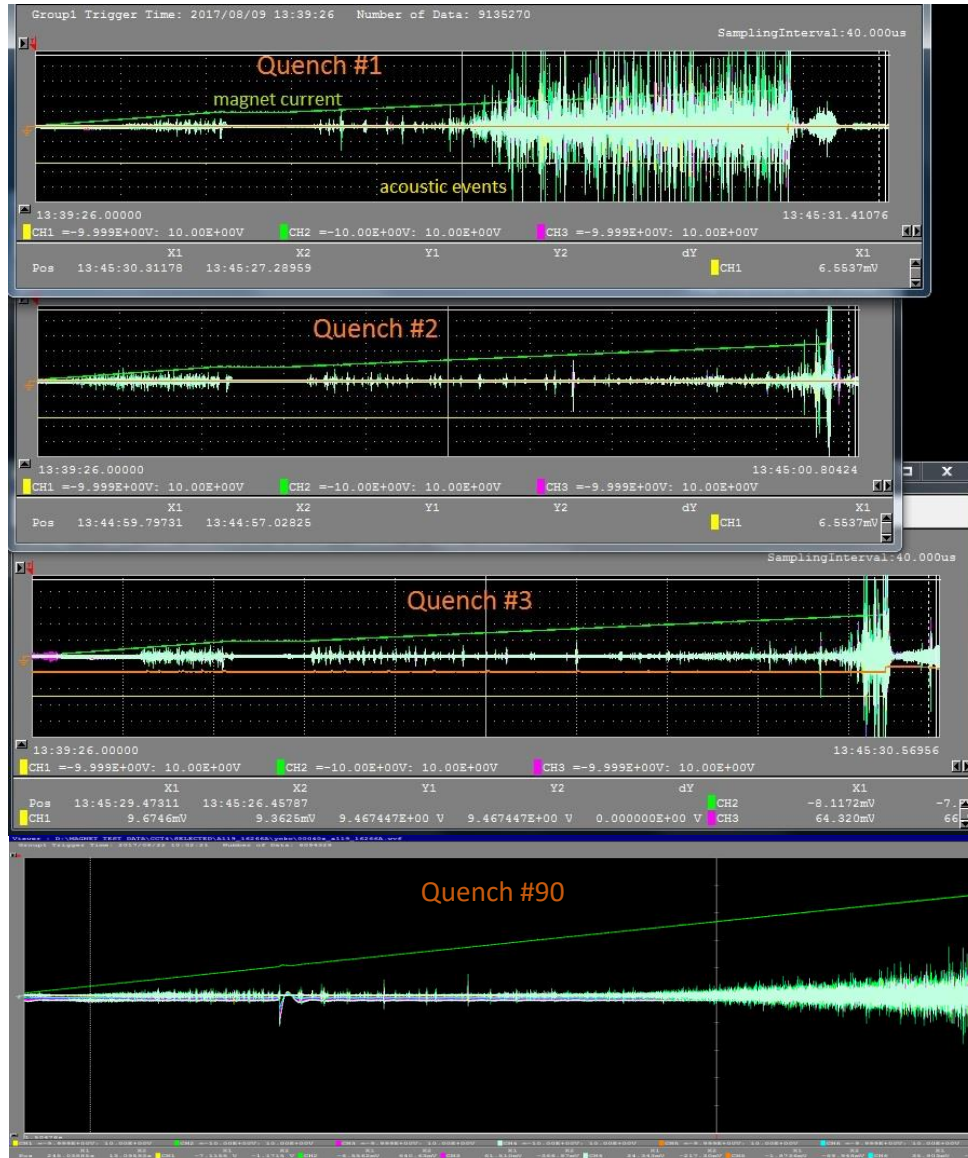 Group1 Trigger Time: 2017/08/09 13:39:26 Number of Data: 9135270
SamplingInterval:40.000us
Quench #1
magnet current
acoustic events
13:39:26.00000 13:45:31.41076
CH1 =-9.999E+00V: 10.00E+00V CH2 =-10.00E+00V: 10.00E+00V CH3 =-9.999E+00V: 10.00E+00V
X1 X2 Y1 Y2 dY X1
Pos 13:45:30.31178 13:45:27.28959 CH1 6.5537mV
Quench #2
13:39:26.00000 13:45:00.80424
CH1 =-9.999E+00V: 10.00E+00V CH2 =-10.00E+00V: 10.00E+00V CH3 =-9.999E+00V: 10.00E+00V
X1 X2 Y1 Y2 dY X1
Pos 13:44:59.79731 13:44:57.02825 CH1 6.5537mV
SamplingInterval:40.000us
Quench #3
13:39:26.00000 13:45:30.56956
CH1 =-9.999E+00V: 10.00E+00V CH2 =-10.00E+00V: 10.00E+00V CH3 =-9.999E+00V: 10.00E+00V
X1 X2 Y1 Y2 dY X1
Pos 13:45:29.47311 13:45:26.45787 CH2 -8.1172mV -7.
CH1 9.6746mV 9.3625mV 9.467447E+00 V 9.467447E+00 V 0.000000E+00 V CH3 64.320mV 66
Quench #90